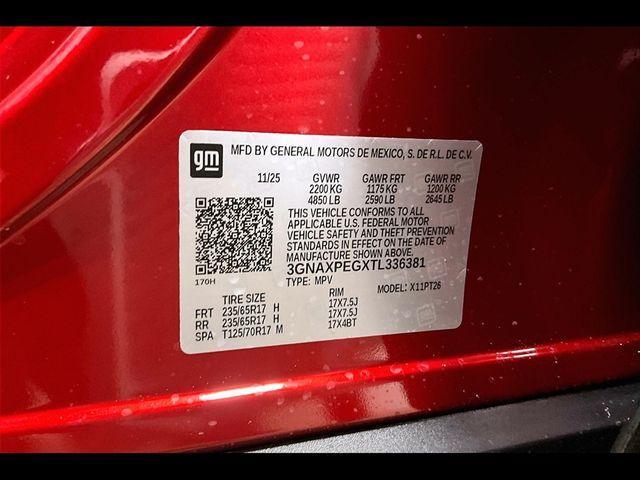 gm MFD BY GENERAL MOTORS DE MEXICO, S. DE R.L. DE C.V.
11/25 GVWR GAWR FRT GAWR RR
2200 KG 1175 KG 1200 KG
4850 LB 2590 LB 2645 LB
THIS VEHICLE CONFORMS TO ALL
APPLICABLE U.S. FEDERAL MOTOR
VEHICLE SAFETY AND THEFT PREVENTION
STANDARDS IN EFFECT ON THE DATE OF
MANUFACTURE SHOWN ABOVE.
3GNAXPEGXTL336381
170H TYPE: MPV MODEL: X11PT26
TIRE SIZE RIM
FRT 235/65R17 H 17X7.5J
RR 235/65R17 H 17X7.5J
SPA T125/70R17 M 17X4BT